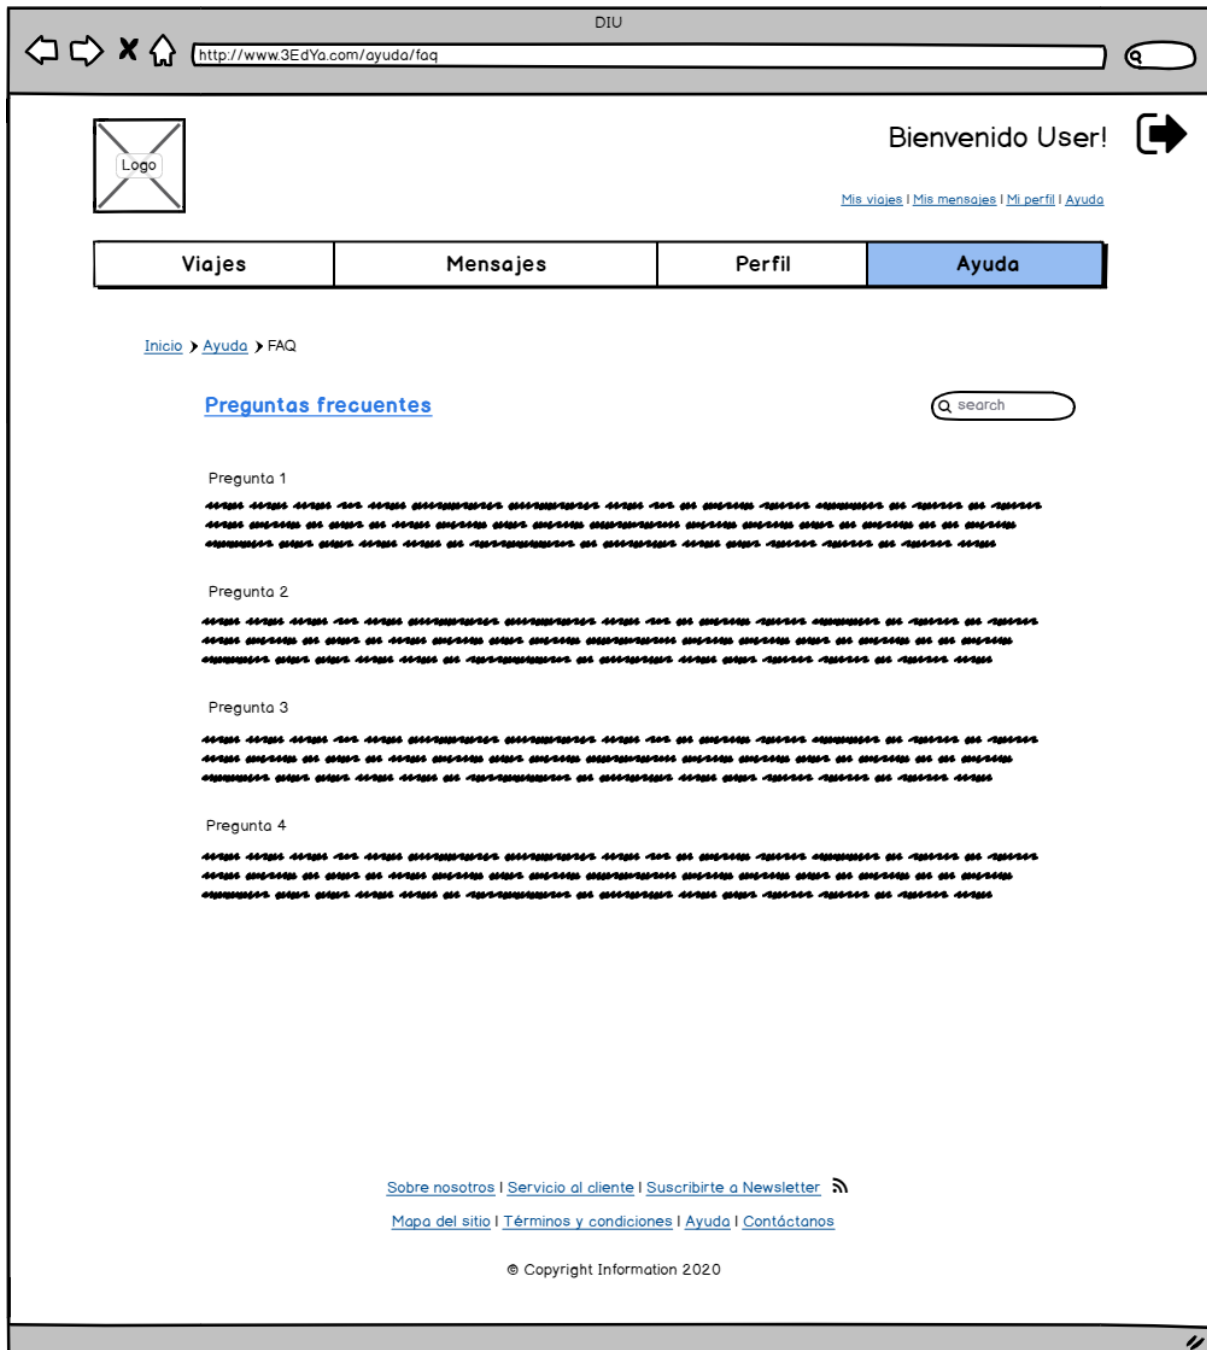 DIU
http://www.3EdYa.com/ayuda/faq
Logo
Bienvenido User!
Mis viajes | Mis mensajes | Mi perfil | Ayuda
Viajes Mensajes Perfil Ayuda
Inicio > Ayuda > FAQ
Preguntas frecuentes
search
Pregunta 1
Pregunta 2
Pregunta 3
Pregunta 4
Sobre nosotros | Servicio al cliente | Suscribirte a Newsletter
Mapa del sitio | Términos y condiciones | Ayuda | Contáctanos
© Copyright Information 2020